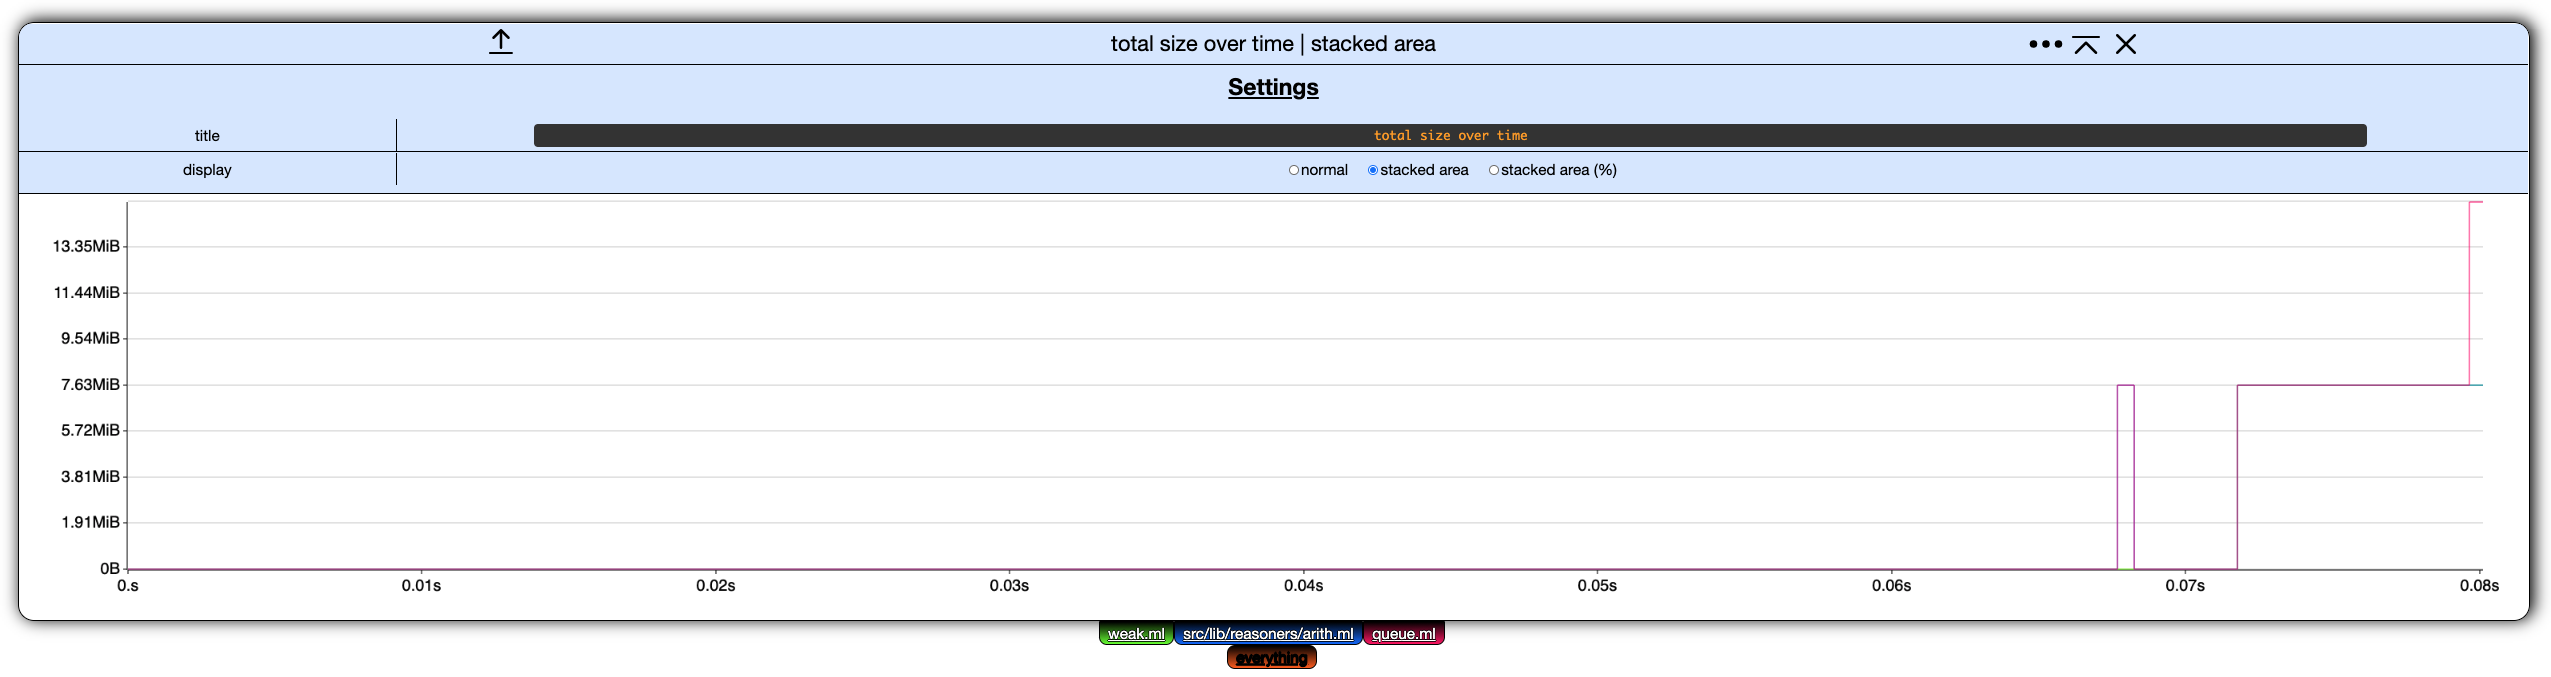 total size over time | stacked area
Settings
title
total size over time
display
normal stacked area stacked area (%)
13.35MiB
11.44MiB
9.54MiB
7.63MiB
5.72MiB
3.81MiB
1.91MiB
0B
0.s 0.01s 0.02s 0.03s 0.04s 0.05s 0.06s 0.07s 0.08s
weak.ml src/lib/reasoners/arith.ml queue.ml
everything